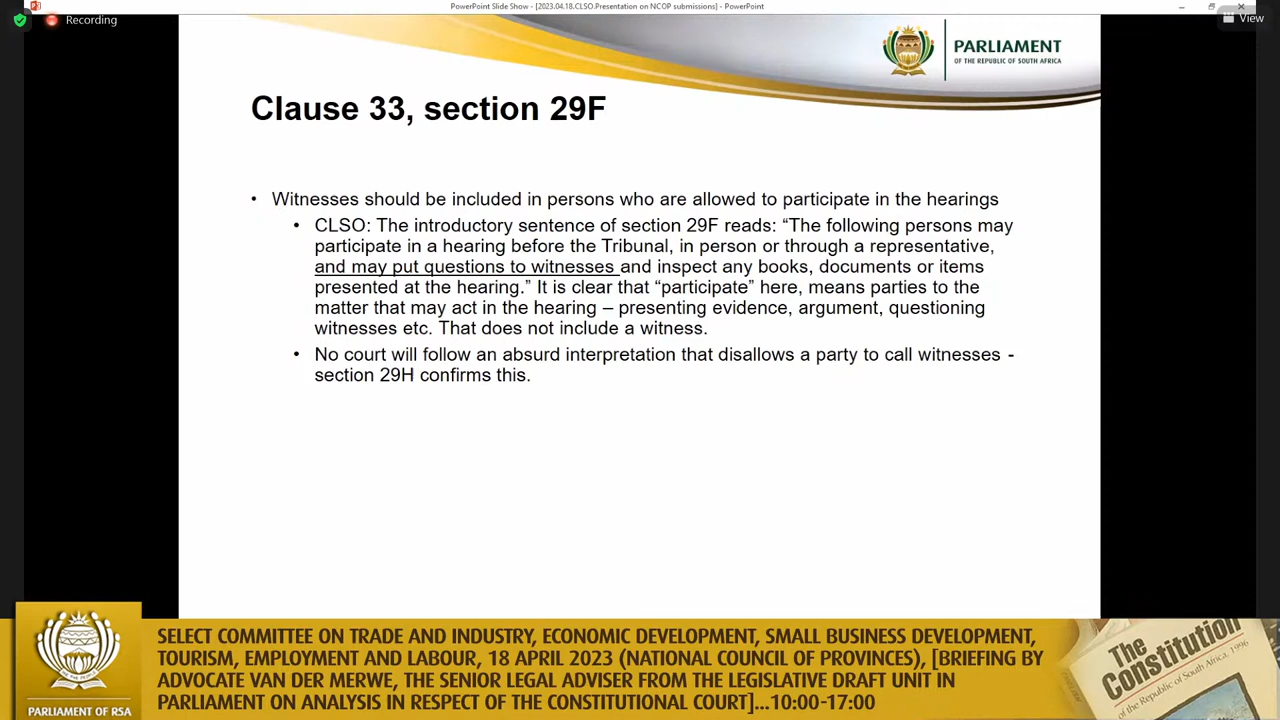 PowerPoint Slide Show - [2023.04.18.CLSO.Presentation on NCOP submissions] - PowerPoint
Recording
View
PARLIAMENT
OF THE REPUBLIC OF SOUTH AFRICA
Clause 33, section 29F
• Witnesses should be included in persons who are allowed to participate in the hearings
• CLSO: The introductory sentence of section 29F reads: “The following persons may
participate in a hearing before the Tribunal, in person or through a representative,
and may put questions to witnesses and inspect any books, documents or items
presented at the hearing.” It is clear that “participate” here, means parties to the
matter that may act in the hearing – presenting evidence, argument, questioning
witnesses etc. That does not include a witness.
• No court will follow an absurd interpretation that disallows a party to call witnesses -
section 29H confirms this.
SELECT COMMITTEE ON TRADE AND INDUSTRY, ECONOMIC DEVELOPMENT, SMALL BUSINESS DEVELOPMENT,
TOURISM, EMPLOYMENT AND LABOUR, 18 APRIL 2023 (NATIONAL COUNCIL OF PROVINCES), [BRIEFING BY
ADVOCATE VAN DER MERWE, THE SENIOR LEGAL ADVISER FROM THE LEGISLATIVE DRAFT UNIT IN
PARLIAMENT ON ANALYSIS IN RESPECT OF THE CONSTITUTIONAL COURT]...10:00-17:00
PARLIAMENT OF RSA
The
Constitution
of the Republic of South Africa, 1996